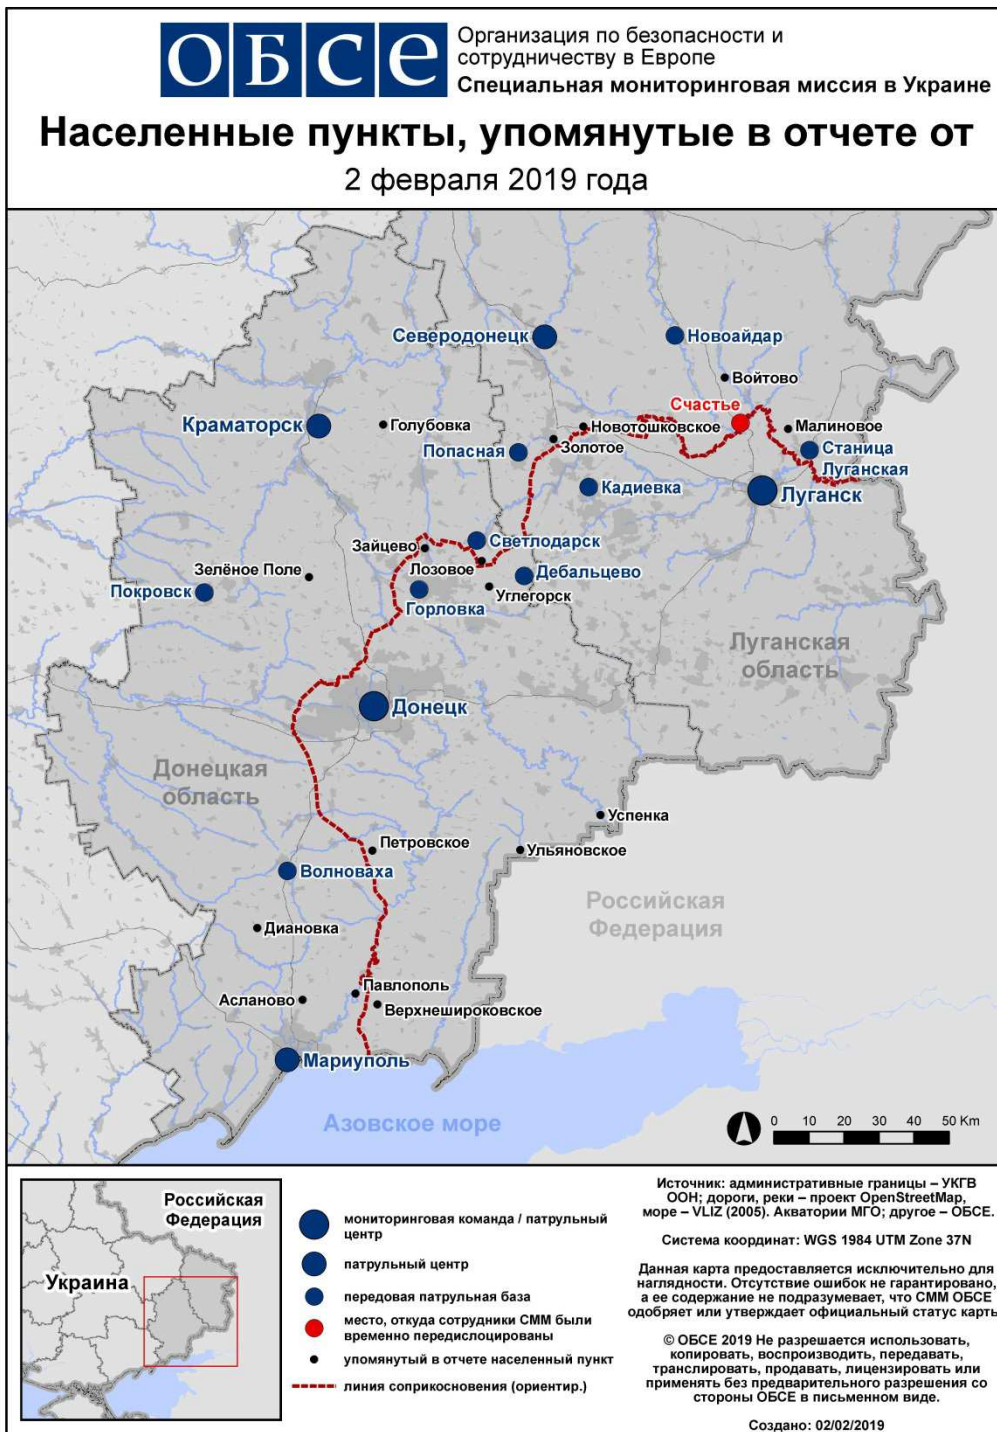 ОБСЕ
Организация по безопасности и
сотрудничеству в Европе
Специальная мониторинговая миссия в Украине
Населенные пункты, упомянутые в отчете от
2 февраля 2019 года
Северодонецк
Новоайдар
Войтово
Счастье
Краматорск
Голубовка
Новотошковское
Малиновое
Попасная
Золотое
Станица
Луганская
Кадиевка
Луганск
Зайцево
Светлодарск
Лозовое
Зелёное Поле
Дебальцево
Покровск
Горловка
Углегорск
Луганская
область
Донецк
Донецкая
область
Успенка
Петровское
Ульяновское
Волноваха
Российская
Федерация
Диановка
Павлополь
Асланово
Верхнешироковское
Мариуполь
Азовское море
0 10 20 30 40 50 Km
Российская
Федерация
Украина
мониторинговая команда / патрульный
центр
патрульный центр
передовая патрульная база
место, откуда сотрудники СММ были
временно передислоцированы
упомянутый в отчете населенный пункт
линия соприкосновения (ориентир.)
Источник: административные границы – УКГВ
ООН; дороги, реки – проект OpenStreetMap,
море – VLIZ (2005). Акватории МГО; другое – ОБСЕ.
Система координат: WGS 1984 UTM Zone 37N
Данная карта предоставляется исключительно для
наглядности. Отсутствие ошибок не гарантировано,
а ее содержание не подразумевает, что СММ ОБСЕ
одобряет или утверждает официальный статус карты
© ОБСЕ 2019 Не разрешается использовать,
копировать, воспроизводить, передавать,
транслировать, продавать, лицензировать или
применять без предварительного разрешения со
стороны ОБСЕ в письменном виде.
Создано: 02/02/2019